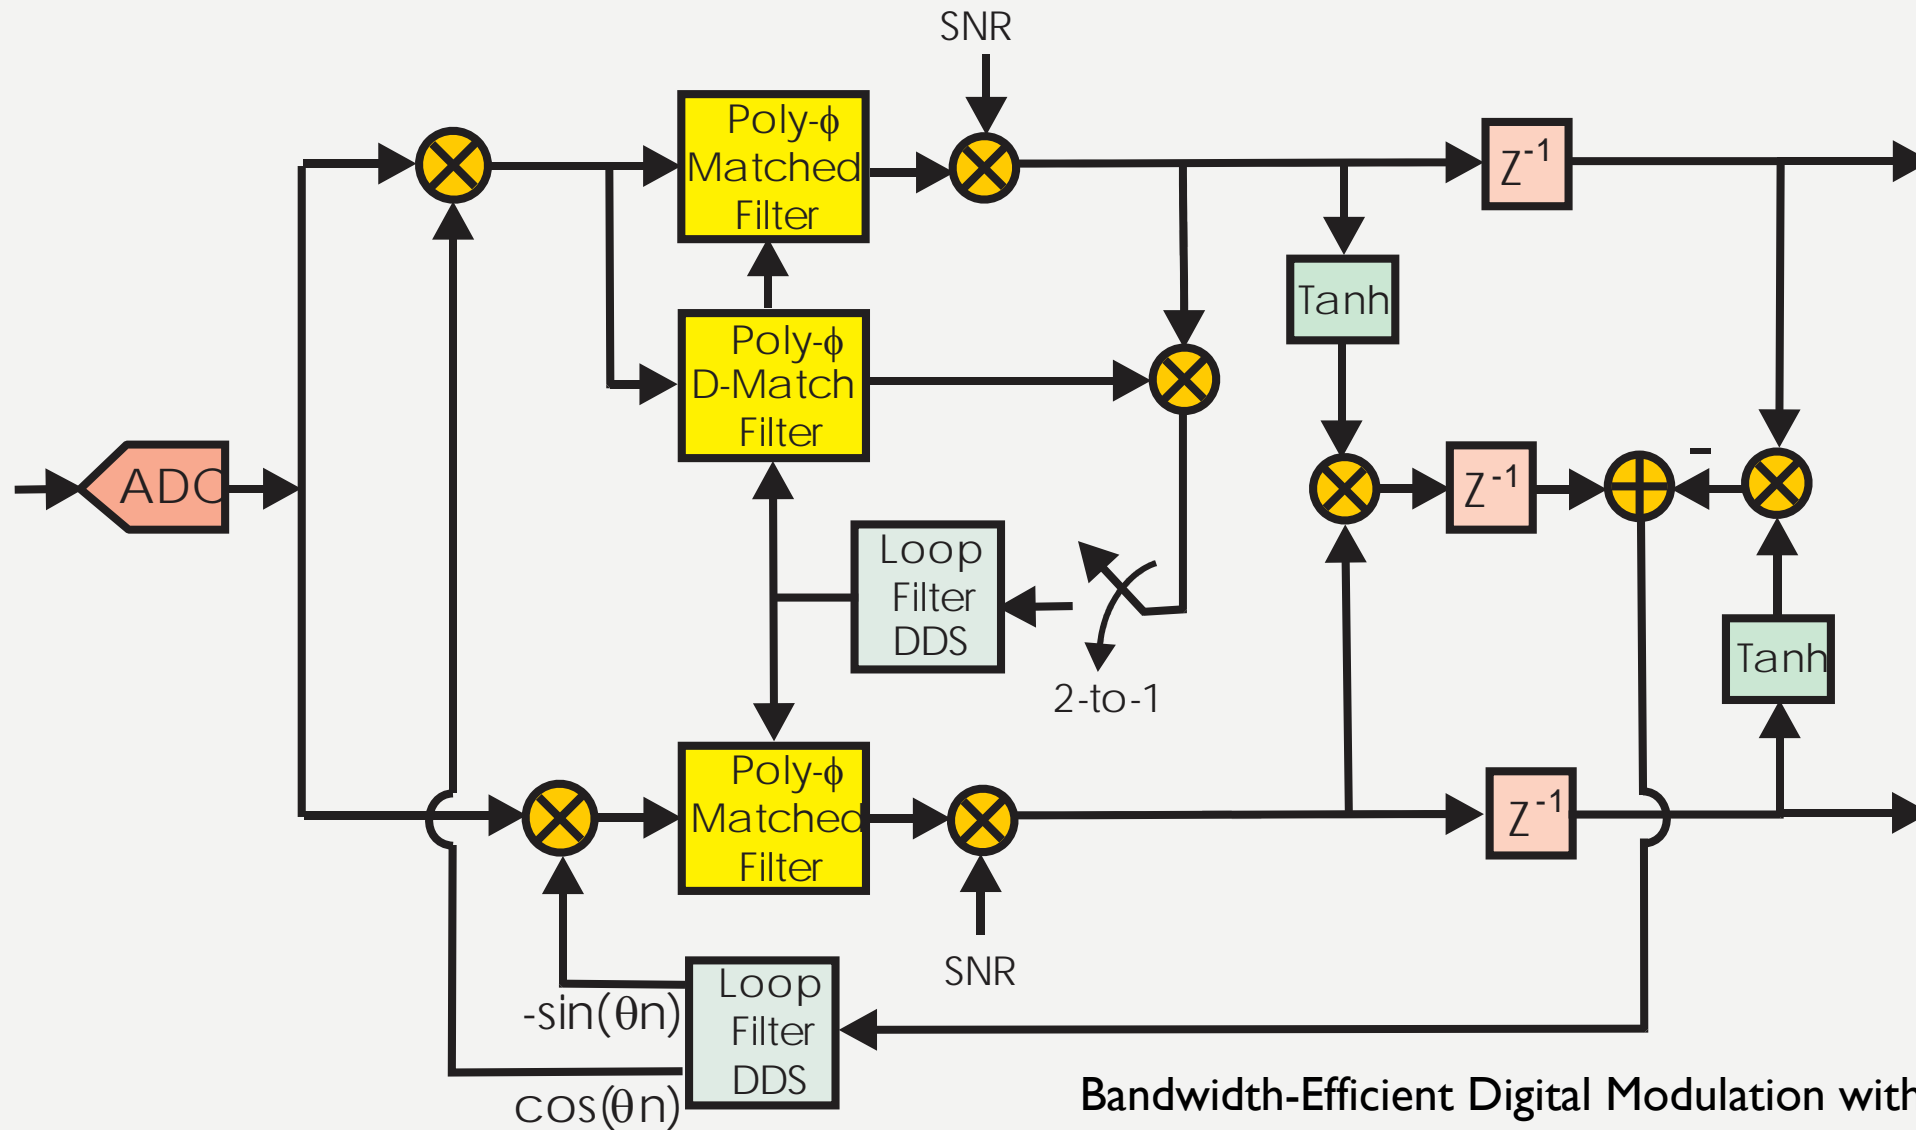 SNR
Poly-ϕ
Matched
Filter
Z-1
Tanh
Poly-ϕ
D-Match
Filter
ADC
Z-1
-
Loop
Filter
DDS
2-to-1
Tanh
Poly-ϕ
Matched
Filter
Z-1
SNR
Loop
Filter
DDS
-sin(θn)
cos(θn)
Bandwidth-Efficient Digital Modulation with